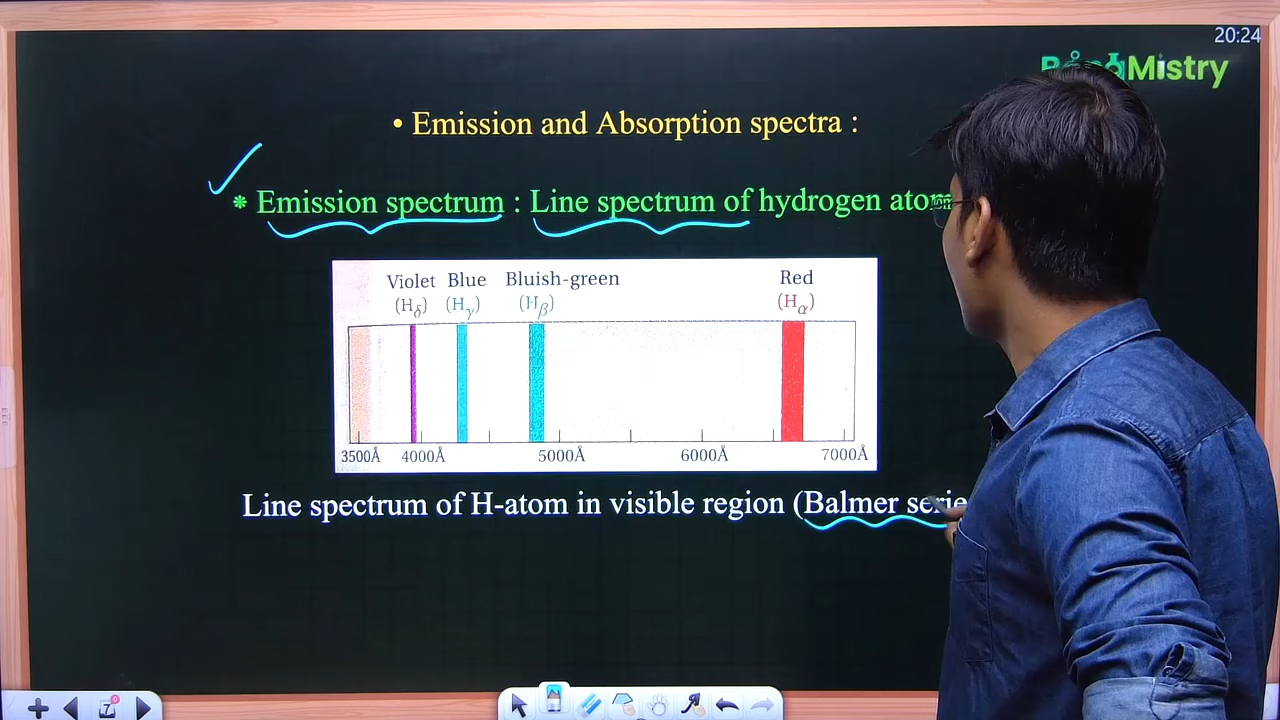 20:24
Mistry
• Emission and Absorption spectra :
* Emission spectrum : Line spectrum of hydrogen atom
Violet Blue Bluish-green Red
(Hδ) (Hγ) (Hβ) (Hα)
3500Å 4000Å 5000Å 6000Å 7000Å
Line spectrum of H-atom in visible region (Balmer serie
7